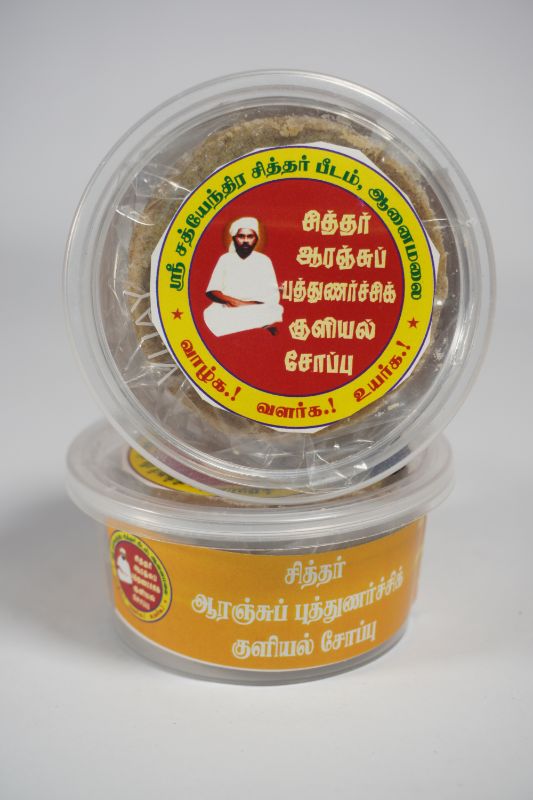 ஸ்ரீ சத்யேந்திர சித்தர் பீடம், ஆனைமலை
சித்தர்
ஆரஞ்சுப்
புத்துணர்ச்சிக்
குளியல்
சோப்பு
வாழ்க.! வளர்க.! உயர்க.!
சித்தர்
ஆரஞ்சுப் புத்துணர்ச்சிக்
குளியல் சோப்பு